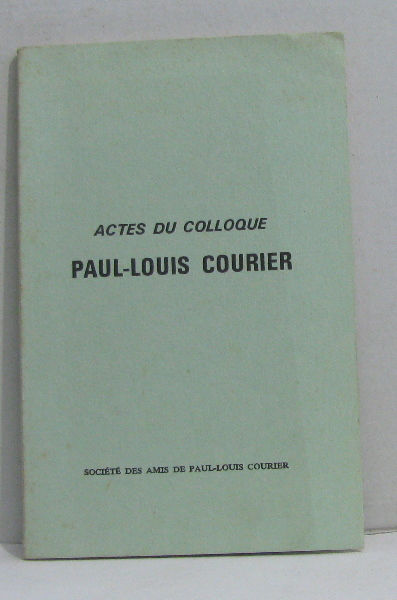 ACTES DU COLLOQUE
PAUL-LOUIS COURIER
SOCIÉTÉ DES AMIS DE PAUL-LOUIS COURIER